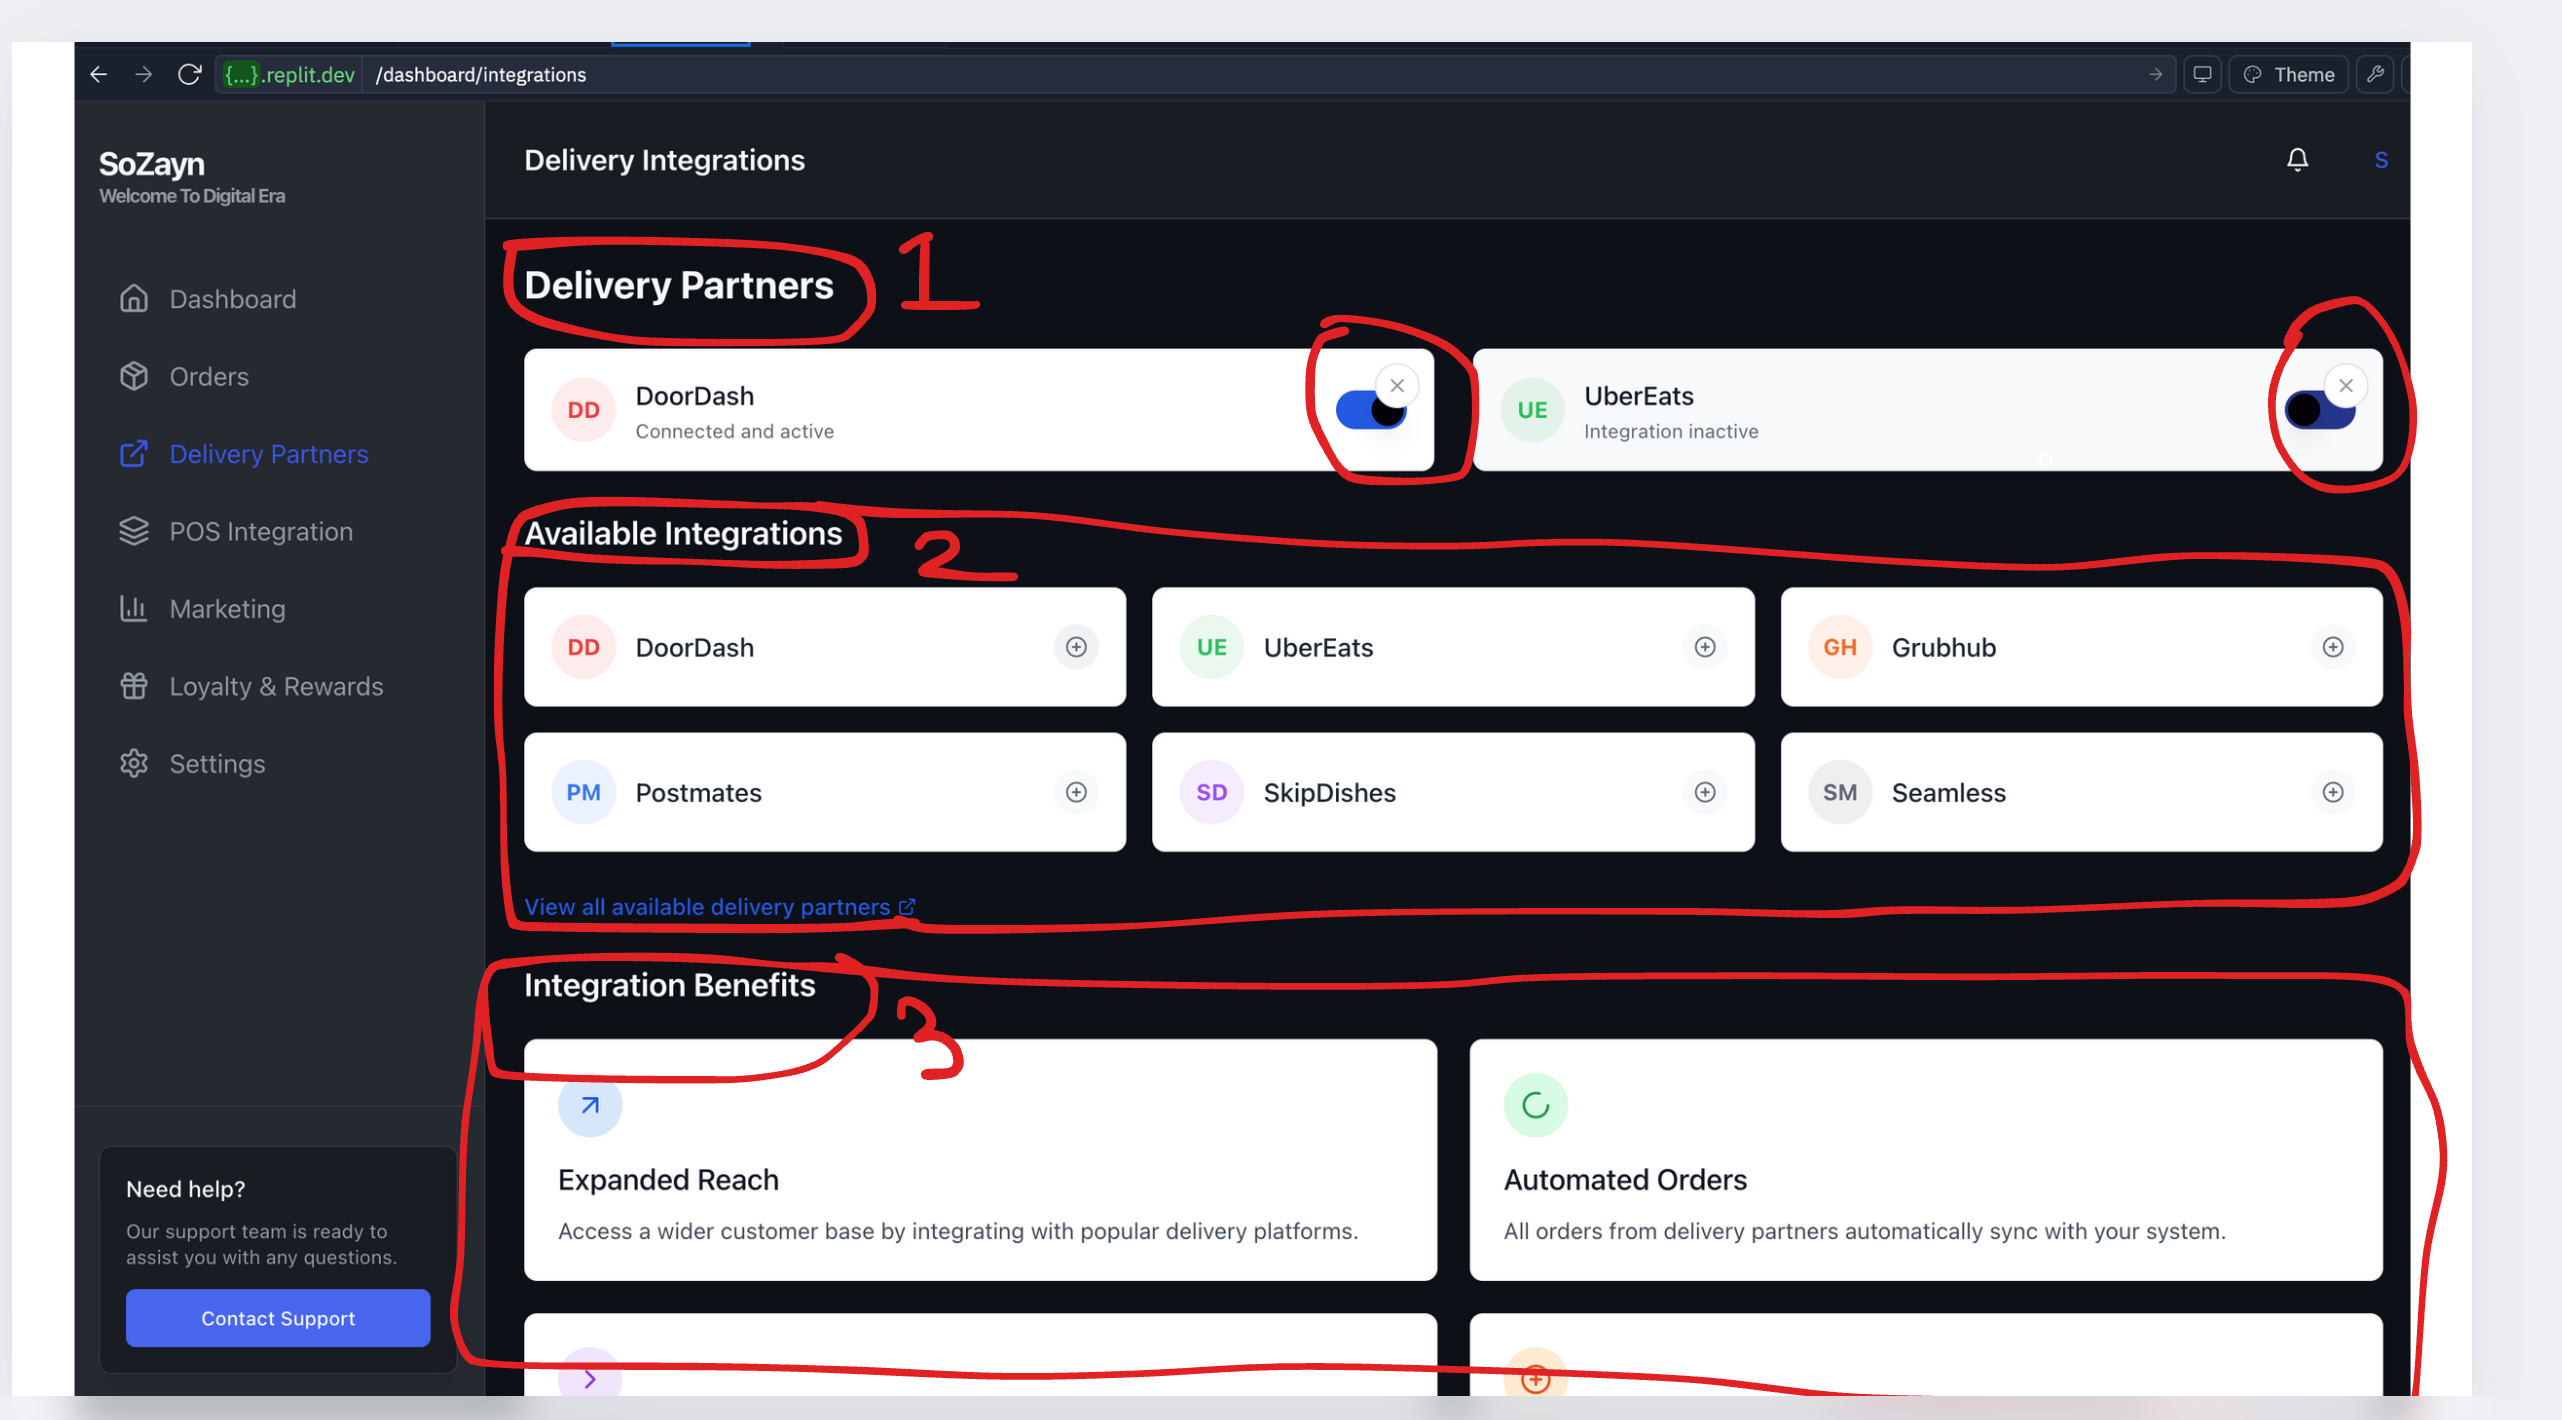 {...}.replit.dev /dashboard/integrations
Theme
SoZayn
Welcome To Digital Era
Dashboard
Orders
Delivery Partners
POS Integration
Marketing
Loyalty & Rewards
Settings
Need help?
Our support team is ready to
assist you with any questions.
Contact Support
Delivery Integrations
S
Delivery Partners
1
DD
DoorDash
Connected and active
UE
UberEats
Integration inactive
Available Integrations
2
DD DoorDash
UE UberEats
GH Grubhub
PM Postmates
SD SkipDishes
SM Seamless
View all available delivery partners
Integration Benefits
3
Expanded Reach
Access a wider customer base by integrating with popular delivery platforms.
Automated Orders
All orders from delivery partners automatically sync with your system.